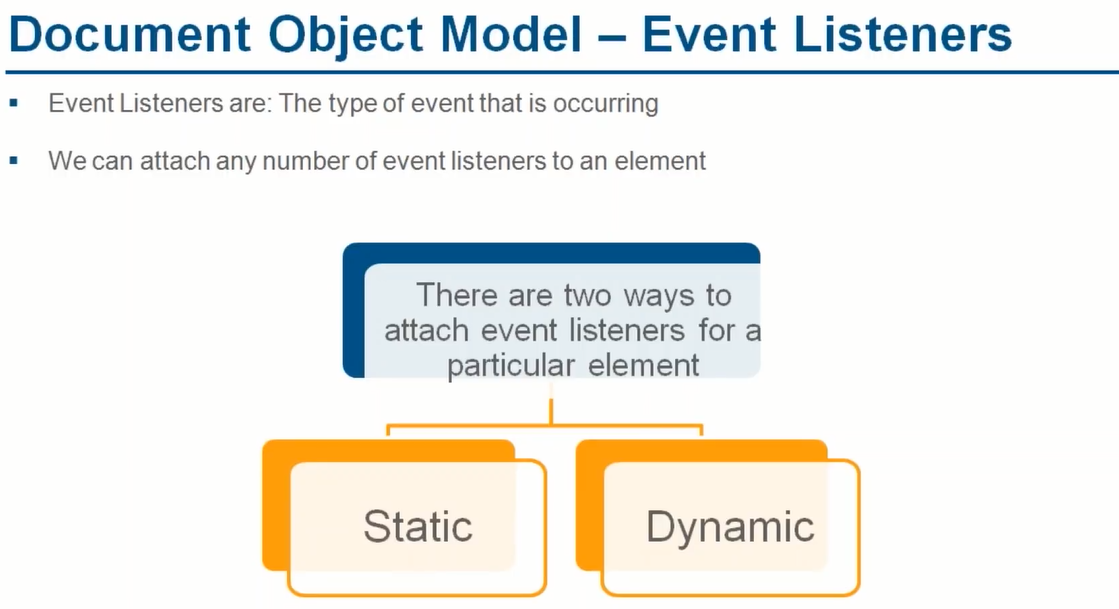 Document Object Model – Event Listeners
Event Listeners are: The type of event that is occurring
We can attach any number of event listeners to an element
There are two ways to
attach event listeners for a
particular element
Static
Dynamic